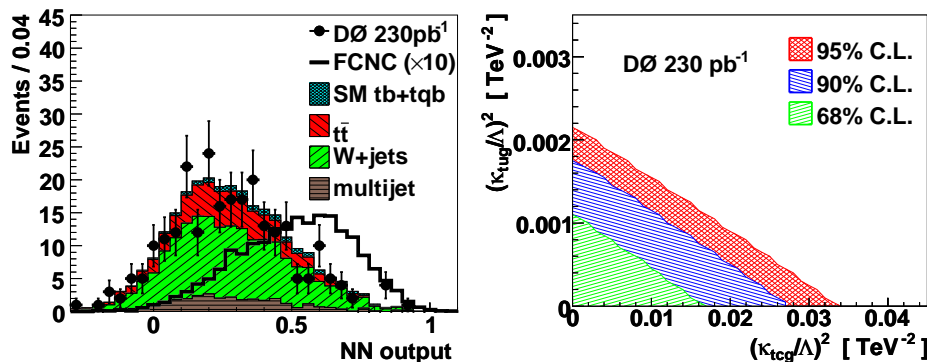 Events / 0.04
45
40
35
30
25
20
15
10
5
0
DØ 230pb-1
FCNC (×10)
SM tb+tqb
tt̄
W+jets
multijet
0 0.5 1
NN output
(κtug/Λ)² [ TeV⁻² ]
0.003
0.002
0.001
0
DØ 230 pb⁻¹
95% C.L.
90% C.L.
68% C.L.
0 0.01 0.02 0.03 0.04
(κtcg/Λ)² [ TeV⁻² ]